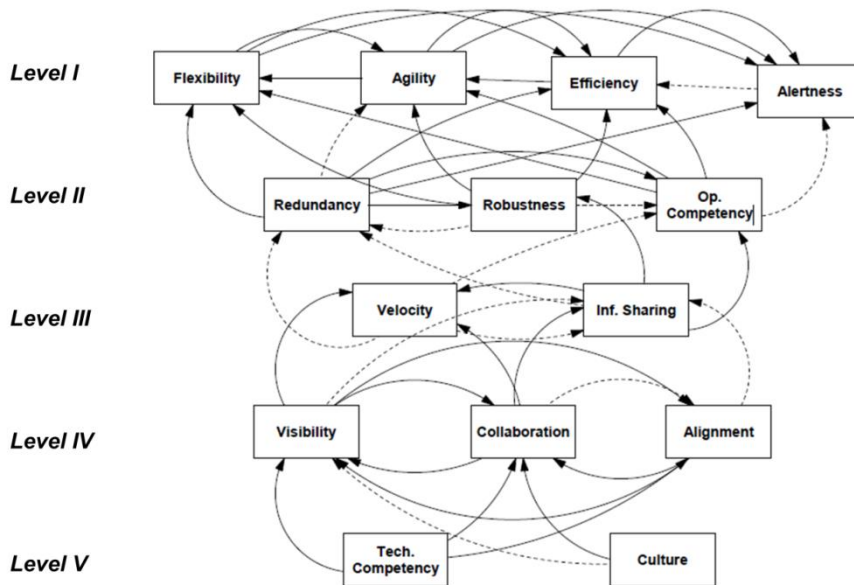 Level I
Flexibility
Agility
Efficiency
Alertness
Level II
Redundancy
Robustness
Op.
Competency
Level III
Velocity
Inf. Sharing
Level IV
Visibility
Collaboration
Alignment
Level V
Tech.
Competency
Culture